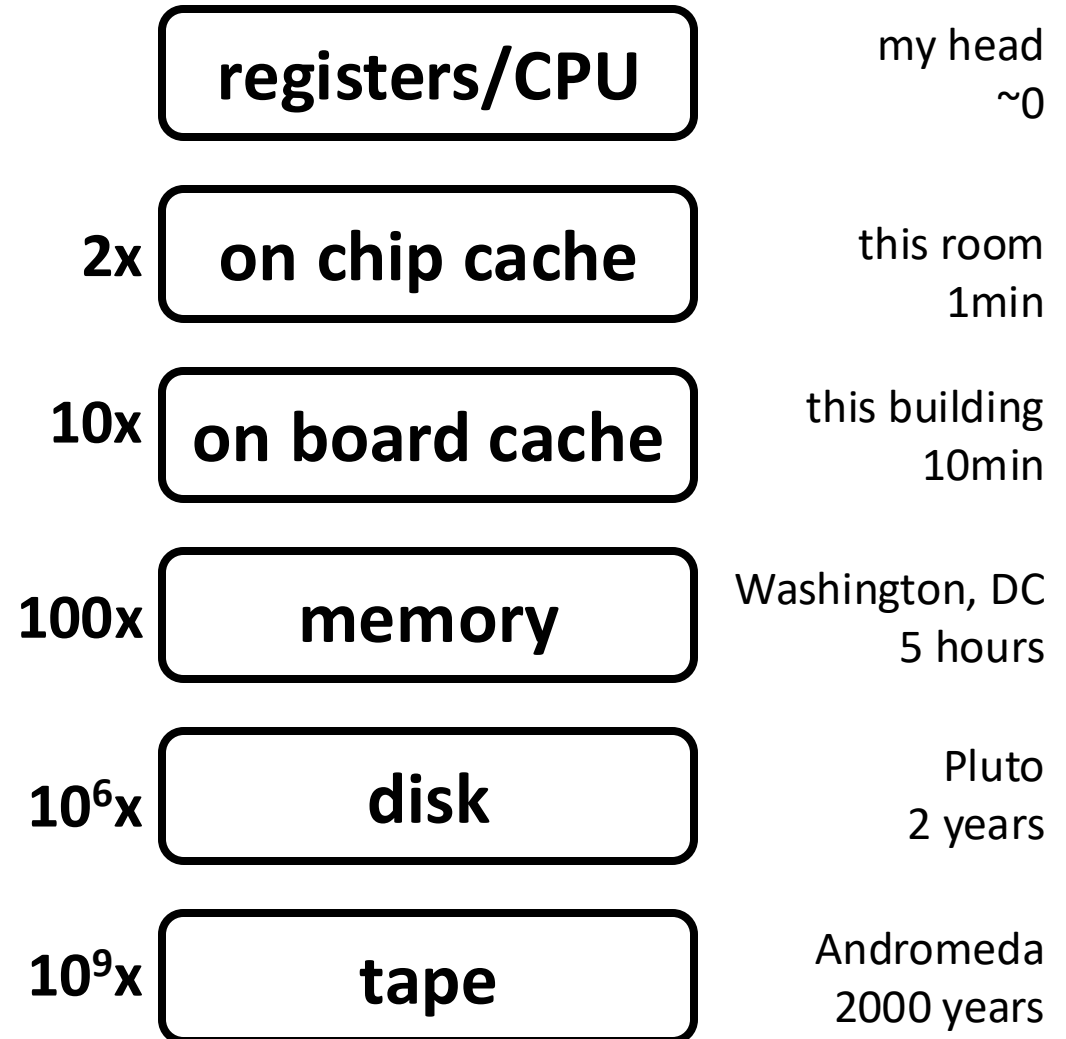 registers/CPU
my head
~0
2x
on chip cache
this room
1min
10x
on board cache
this building
10min
100x
memory
Washington, DC
5 hours
10⁶x
disk
Pluto
2 years
10⁹x
tape
Andromeda
2000 years